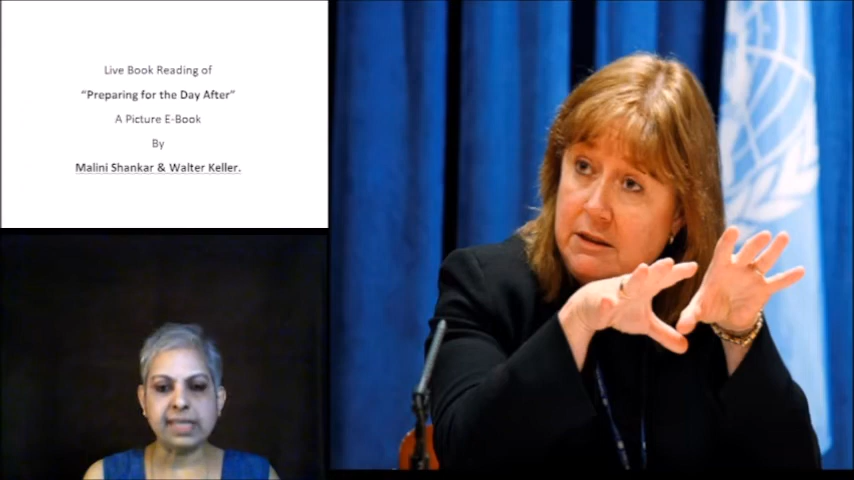 Live Book Reading of
“Preparing for the Day After”
A Picture E-Book
By
Malini Shankar & Walter Keller.